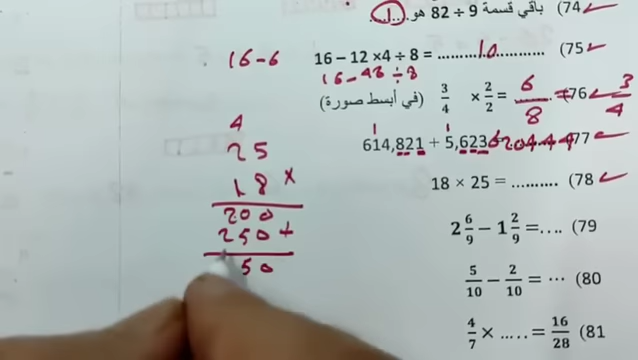 74) باقي قسمة 9 ÷ 82 هو ...1...
75) 16 − 12 ×4 ÷ 8 = ...........10............
16 - 6
16 - 48 ÷ 8
76) 3/4 × 2/2 = ...6/8... = 3/4 (في أبسط صورة)
77) 614,821 + 5,623 = 620444
1 1
78) 18 × 25 = ..........
79) 2 6/9 − 1 2/9 =....
80) 5/10 − 2/10 = ...
81) 4/7 × ..... = 16/28
4
25
18 ×
200
250 +
50